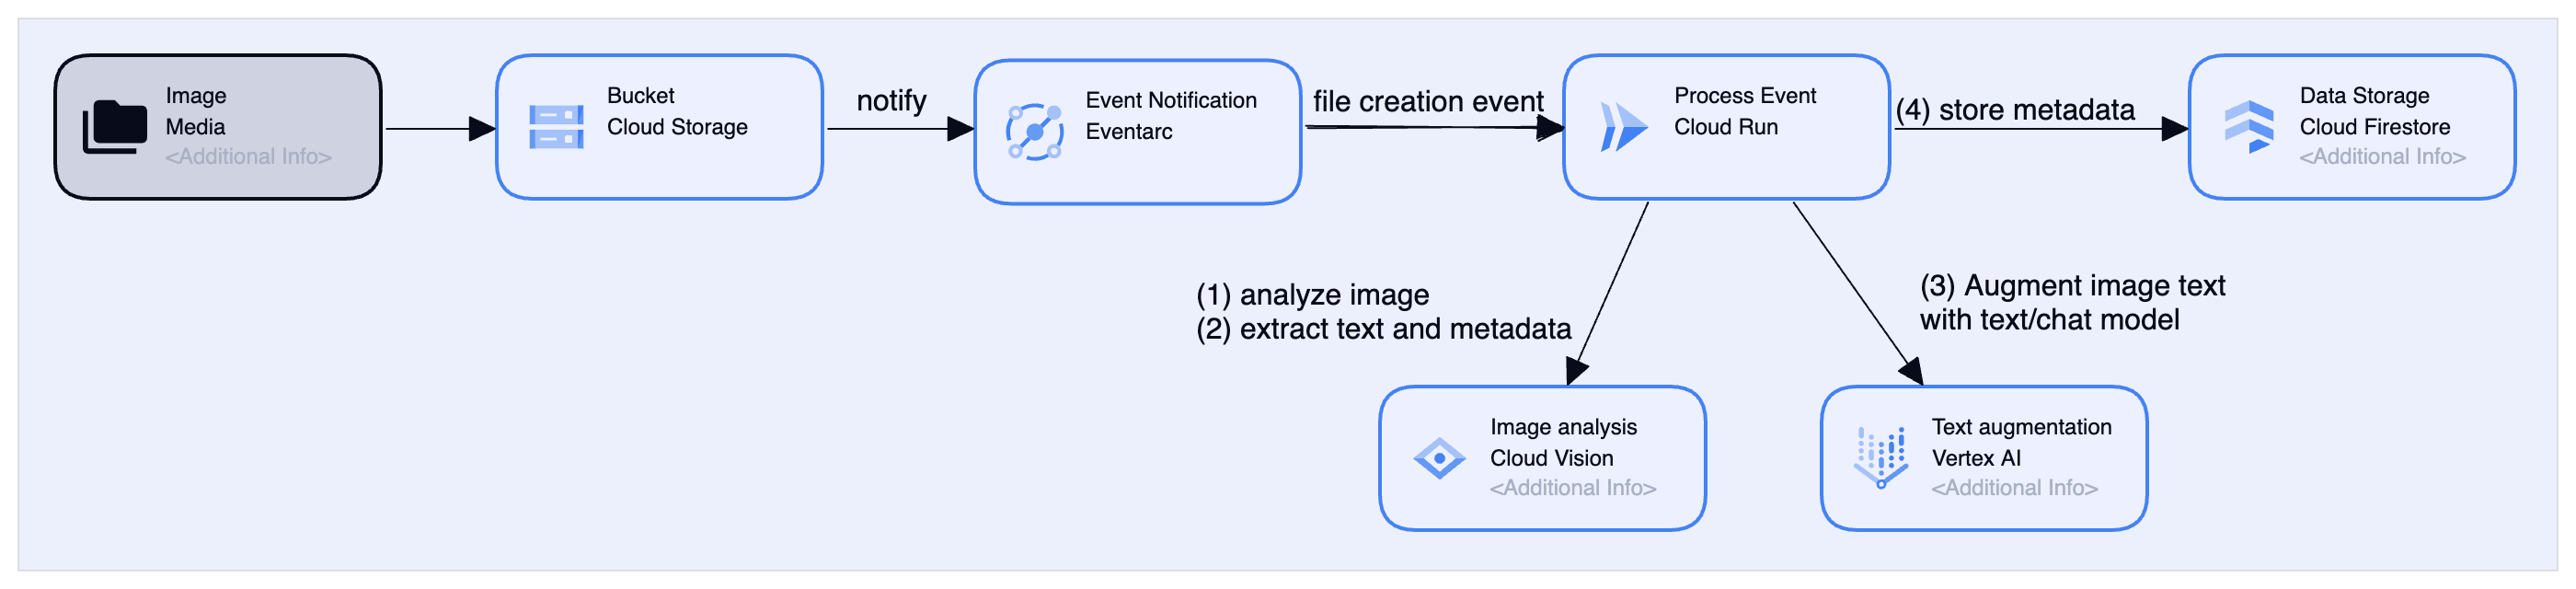 Image
Media
<Additional Info>
Bucket
Cloud Storage
notify
Event Notification
Eventarc
file creation event
Process Event
Cloud Run
(4) store metadata
Data Storage
Cloud Firestore
<Additional Info>
(1) analyze image
(2) extract text and metadata
(3) Augment image text
with text/chat model
Image analysis
Cloud Vision
<Additional Info>
Text augmentation
Vertex AI
<Additional Info>